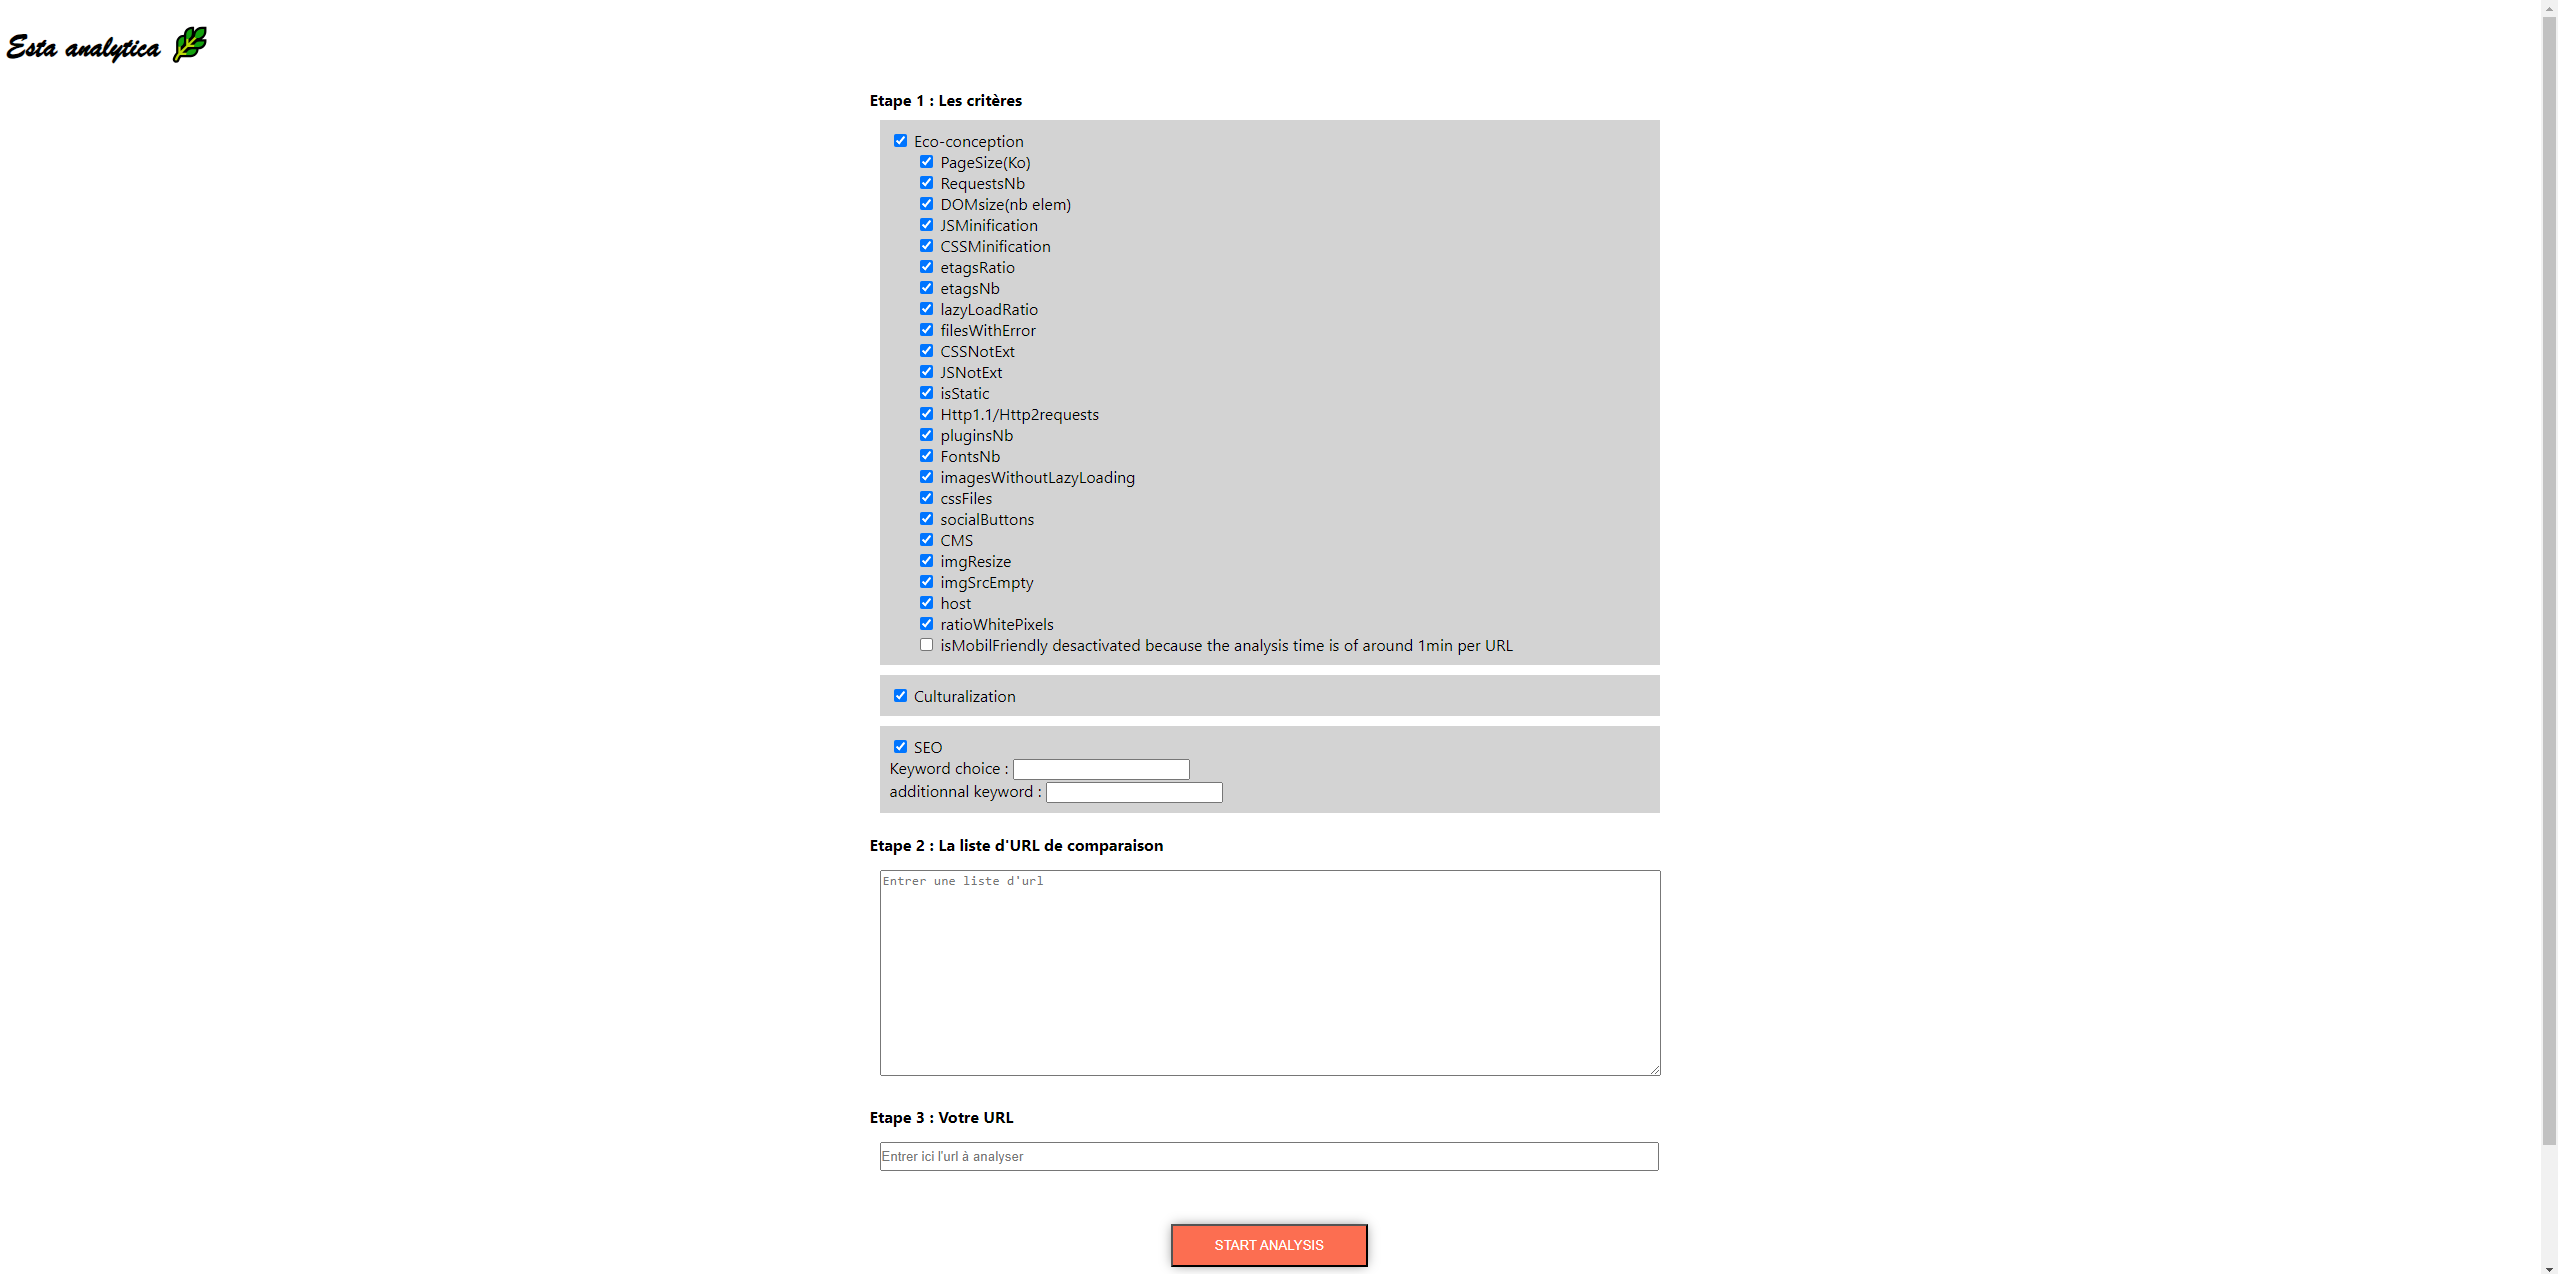 Esta analytica
Etape 1 : Les critères
Eco-conception
PageSize(Ko)
RequestsNb
DOMsize(nb elem)
JSMinification
CSSMinification
etagsRatio
etagsNb
lazyLoadRatio
filesWithError
CSSNotExt
JSNotExt
isStatic
Http1.1/Http2requests
pluginsNb
FontsNb
imagesWithoutLazyLoading
cssFiles
socialButtons
CMS
imgResize
imgSrcEmpty
host
ratioWhitePixels
isMobilFriendly desactivated because the analysis time is of around 1min per URL
Culturalization
SEO
Keyword choice :
additionnal keyword :
Etape 2 : La liste d'URL de comparaison
Entrer une liste d'url
Etape 3 : Votre URL
Entrer ici l'url à analyser
START ANALYSIS